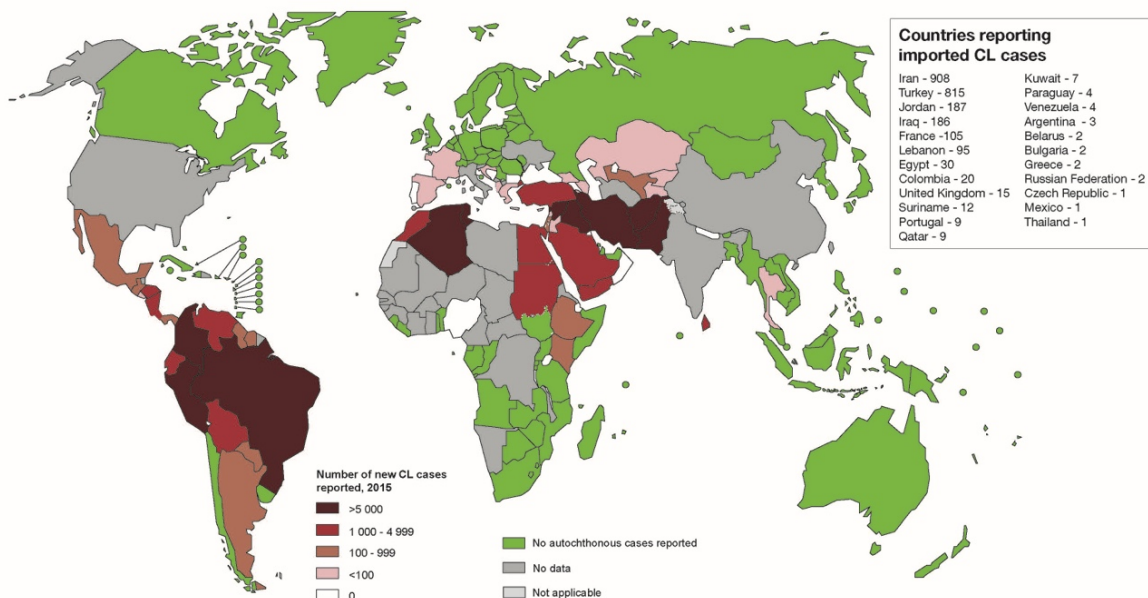 Countries reporting
imported CL cases
Iran - 908
Turkey - 815
Jordan - 187
Iraq - 186
France -105
Lebanon - 95
Egypt - 30
Colombia - 20
United Kingdom - 15
Suriname - 12
Portugal - 9
Qatar - 9
Kuwait - 7
Paraguay - 4
Venezuela - 4
Argentina - 3
Belarus - 2
Bulgaria - 2
Greece - 2
Russian Federation - 2
Czech Republic - 1
Mexico - 1
Thailand - 1
Number of new CL cases
reported, 2015
>5 000
1 000 - 4 999
100 - 999
<100
0
No autochthonous cases reported
No data
Not applicable